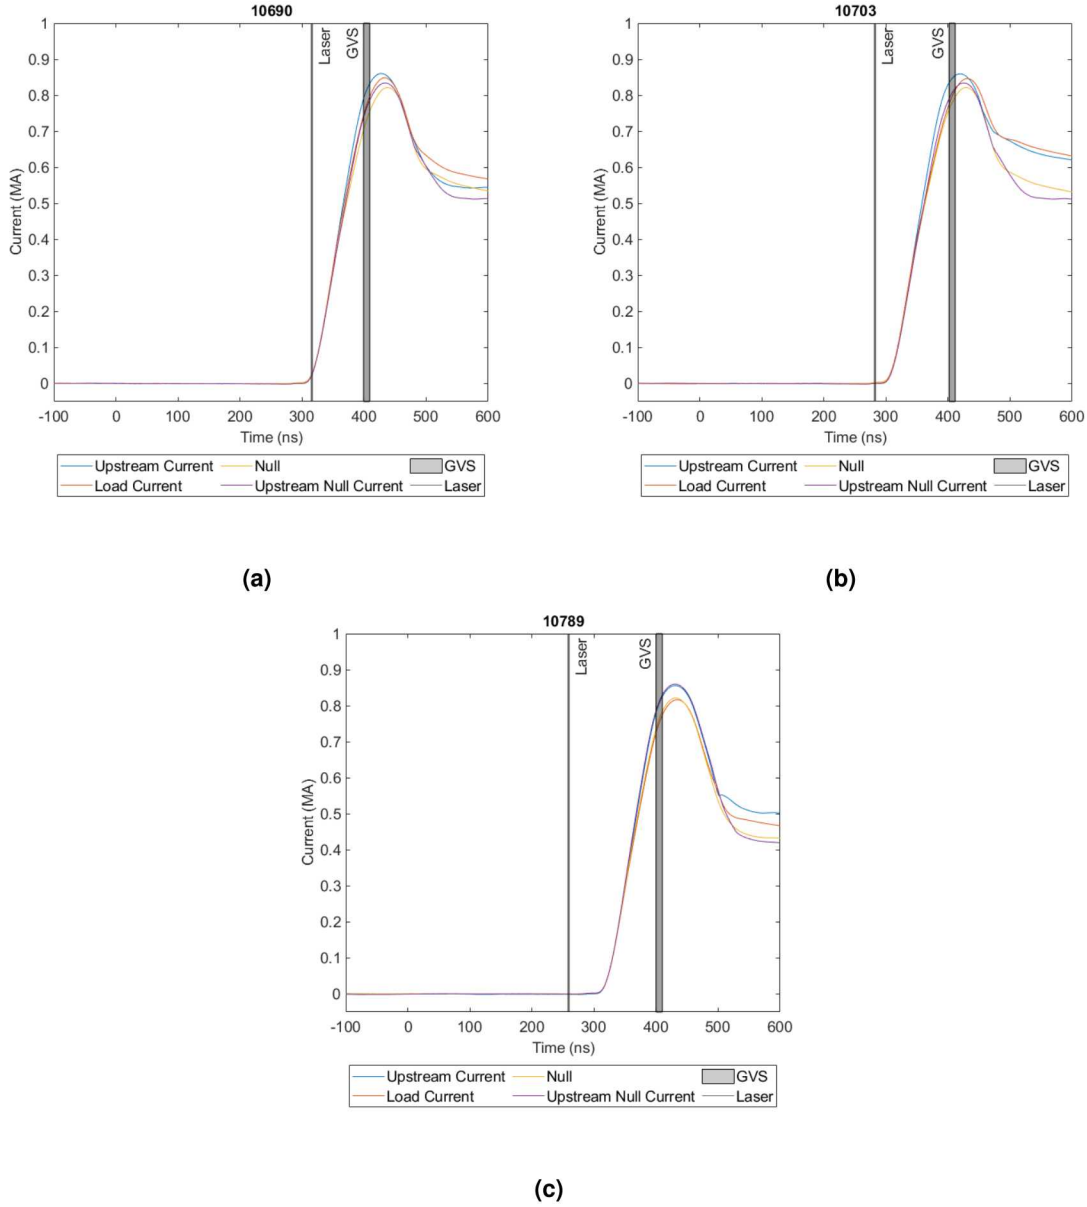 10690
Laser
GVS
1
0.9
0.8
0.7
0.6
0.5
0.4
0.3
0.2
0.1
0
Current (MA)
-100 0 100 200 300 400 500 600
Time (ns)
Upstream Current Null GVS
Load Current Upstream Null Current Laser
(a)
10703
Laser
GVS
1
0.9
0.8
0.7
0.6
0.5
0.4
0.3
0.2
0.1
0
Current (MA)
-100 0 100 200 300 400 500 600
Time (ns)
Upstream Current Null GVS
Load Current Upstream Null Current Laser
(b)
10789
Laser
GVS
1
0.9
0.8
0.7
0.6
0.5
0.4
0.3
0.2
0.1
0
Current (MA)
-100 0 100 200 300 400 500 600
Time (ns)
Upstream Current Null GVS
Load Current Upstream Null Current Laser
(c)